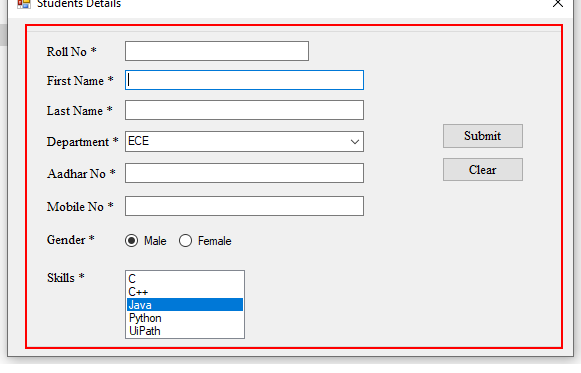 Students Details
Roll No *
First Name *
Last Name *
Department * ECE
Submit
Aadhar No *
Clear
Mobile No *
Gender * Male Female
Skills * C
C++
Java
Python
UiPath